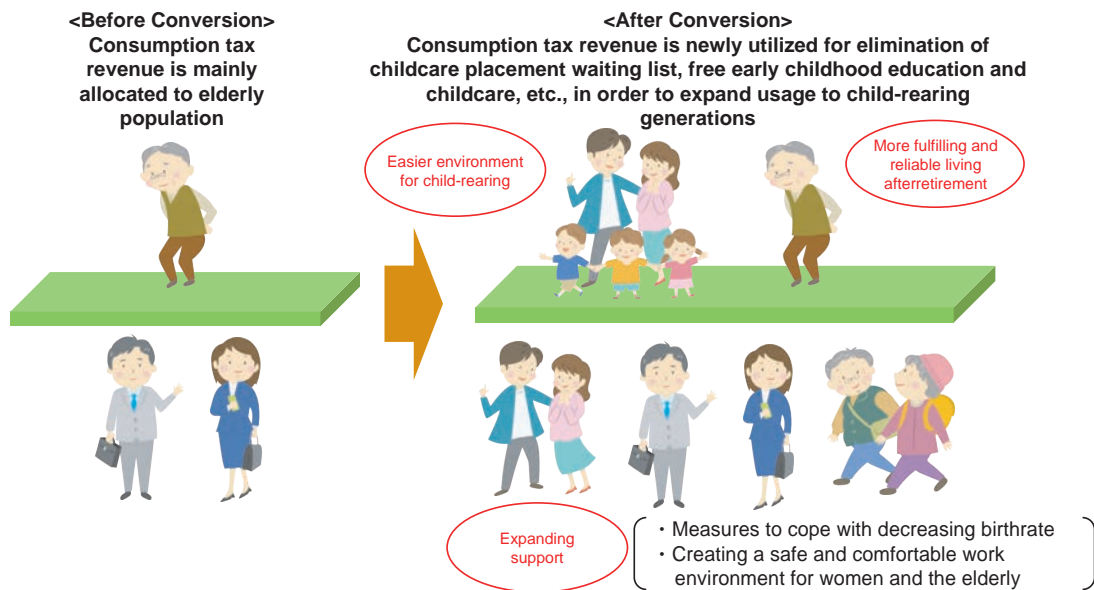 <Before Conversion>
Consumption tax
revenue is mainly
allocated to elderly
population
<After Conversion>
Consumption tax revenue is newly utilized for elimination of
childcare placement waiting list, free early childhood education and
childcare, etc., in order to expand usage to child-rearing
generations
Easier environment
for child-rearing
More fulfilling and
reliable living
afterretirement
Expanding
support
・Measures to cope with decreasing birthrate
・Creating a safe and comfortable work
environment for women and the elderly